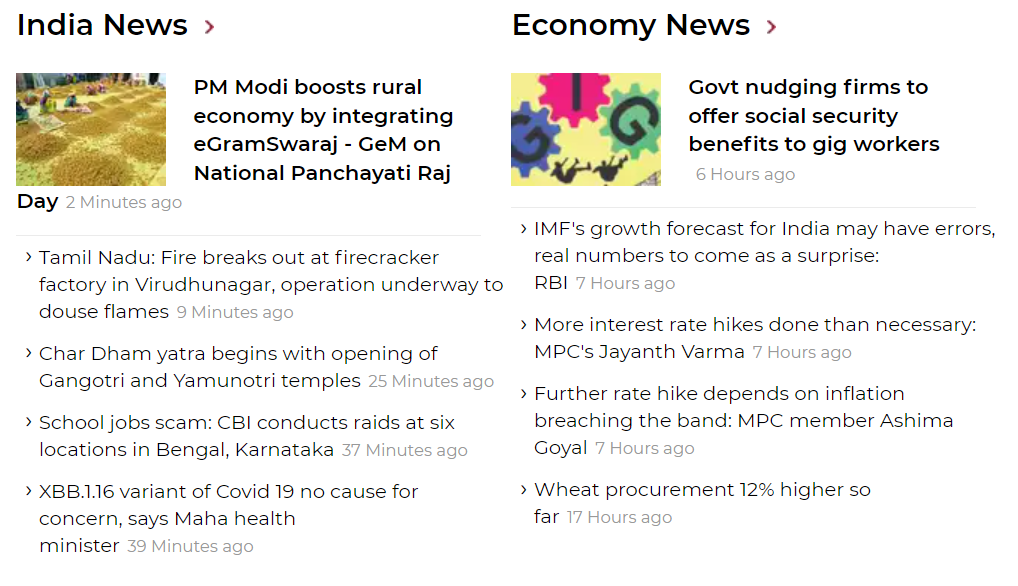 India News ›
PM Modi boosts rural
economy by integrating
eGramSwaraj - GeM on
National Panchayati Raj
Day 2 Minutes ago
› Tamil Nadu: Fire breaks out at firecracker
factory in Virudhunagar, operation underway to
douse flames 9 Minutes ago
› Char Dham yatra begins with opening of
Gangotri and Yamunotri temples 25 Minutes ago
› School jobs scam: CBI conducts raids at six
locations in Bengal, Karnataka 37 Minutes ago
› XBB.1.16 variant of Covid 19 no cause for
concern, says Maha health
minister 39 Minutes ago
Economy News ›
G I G
Govt nudging firms to
offer social security
benefits to gig workers
6 Hours ago
› IMF's growth forecast for India may have errors,
real numbers to come as a surprise:
RBI 7 Hours ago
› More interest rate hikes done than necessary:
MPC's Jayanth Varma 7 Hours ago
› Further rate hike depends on inflation
breaching the band: MPC member Ashima
Goyal 7 Hours ago
› Wheat procurement 12% higher so
far 17 Hours ago